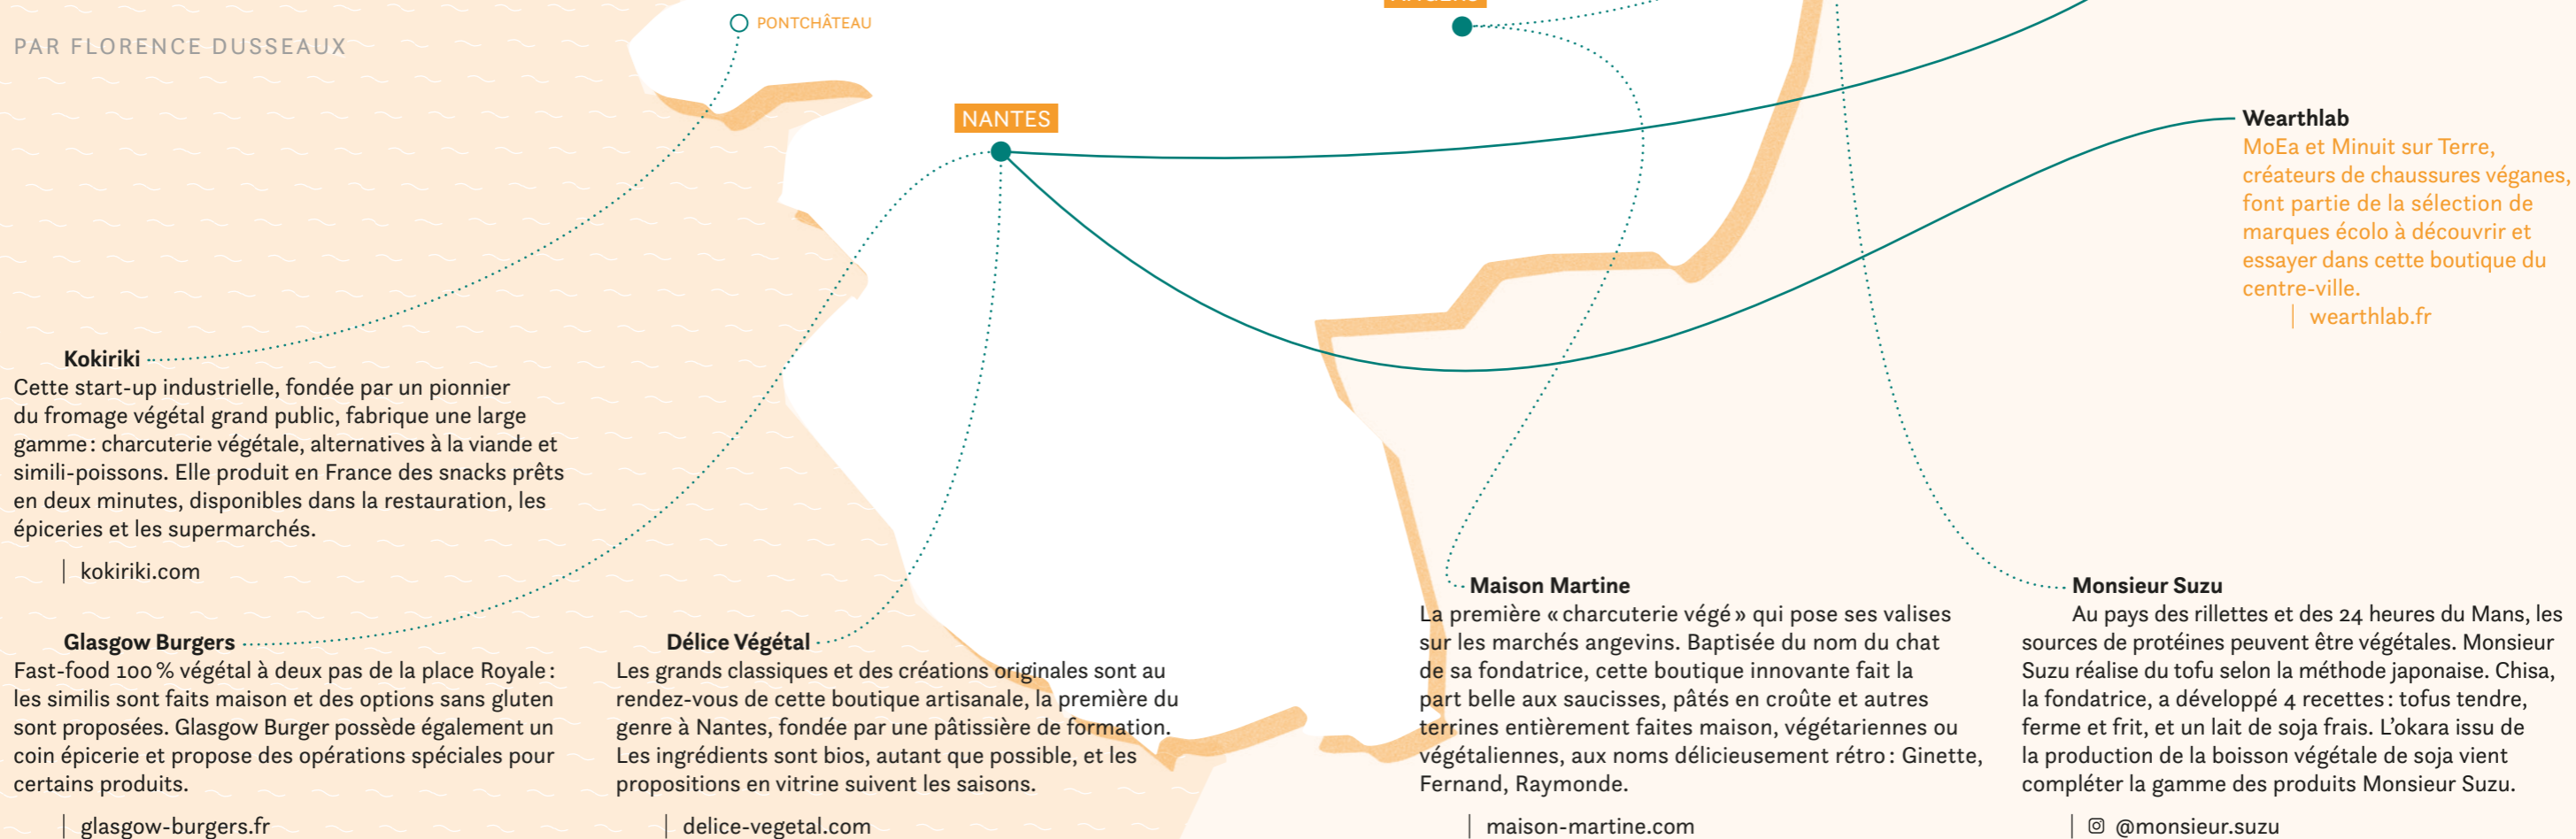 PAR FLORENCE DUSSEAUX
PONTCHÂTEAU
ANGERS
NANTES
Wearthlab
MoEa et Minuit sur Terre,
créateurs de chaussures véganes,
font partie de la sélection de
marques écolo à découvrir et
essayer dans cette boutique du
centre-ville.
| wearthlab.fr
Kokiriki
Cette start-up industrielle, fondée par un pionnier
du fromage végétal grand public, fabrique une large
gamme : charcuterie végétale, alternatives à la viande et
simili-poissons. Elle produit en France des snacks prêts
en deux minutes, disponibles dans la restauration, les
épiceries et les supermarchés.
| kokiriki.com
Glasgow Burgers
Fast-food 100 % végétal à deux pas de la place Royale :
les similis sont faits maison et des options sans gluten
sont proposées. Glasgow Burger possède également un
coin épicerie et propose des opérations spéciales pour
certains produits.
| glasgow-burgers.fr
Délice Végétal
Les grands classiques et des créations originales sont au
rendez-vous de cette boutique artisanale, la première du
genre à Nantes, fondée par une pâtissière de formation.
Les ingrédients sont bios, autant que possible, et les
propositions en vitrine suivent les saisons.
| delice-vegetal.com
Maison Martine
La première « charcuterie végé » qui pose ses valises
sur les marchés angevins. Baptisée du nom du chat
de sa fondatrice, cette boutique innovante fait la
part belle aux saucisses, pâtés en croûte et autres
terrines entièrement faites maison, végétariennes ou
végétaliennes, aux noms délicieusement rétro : Ginette,
Fernand, Raymonde.
| maison-martine.com
Monsieur Suzu
Au pays des rillettes et des 24 heures du Mans, les
sources de protéines peuvent être végétales. Monsieur
Suzu réalise du tofu selon la méthode japonaise. Chisa,
la fondatrice, a développé 4 recettes : tofus tendre,
ferme et frit, et un lait de soja frais. L'okara issu de
la production de la boisson végétale de soja vient
compléter la gamme des produits Monsieur Suzu.
| @monsieur.suzu